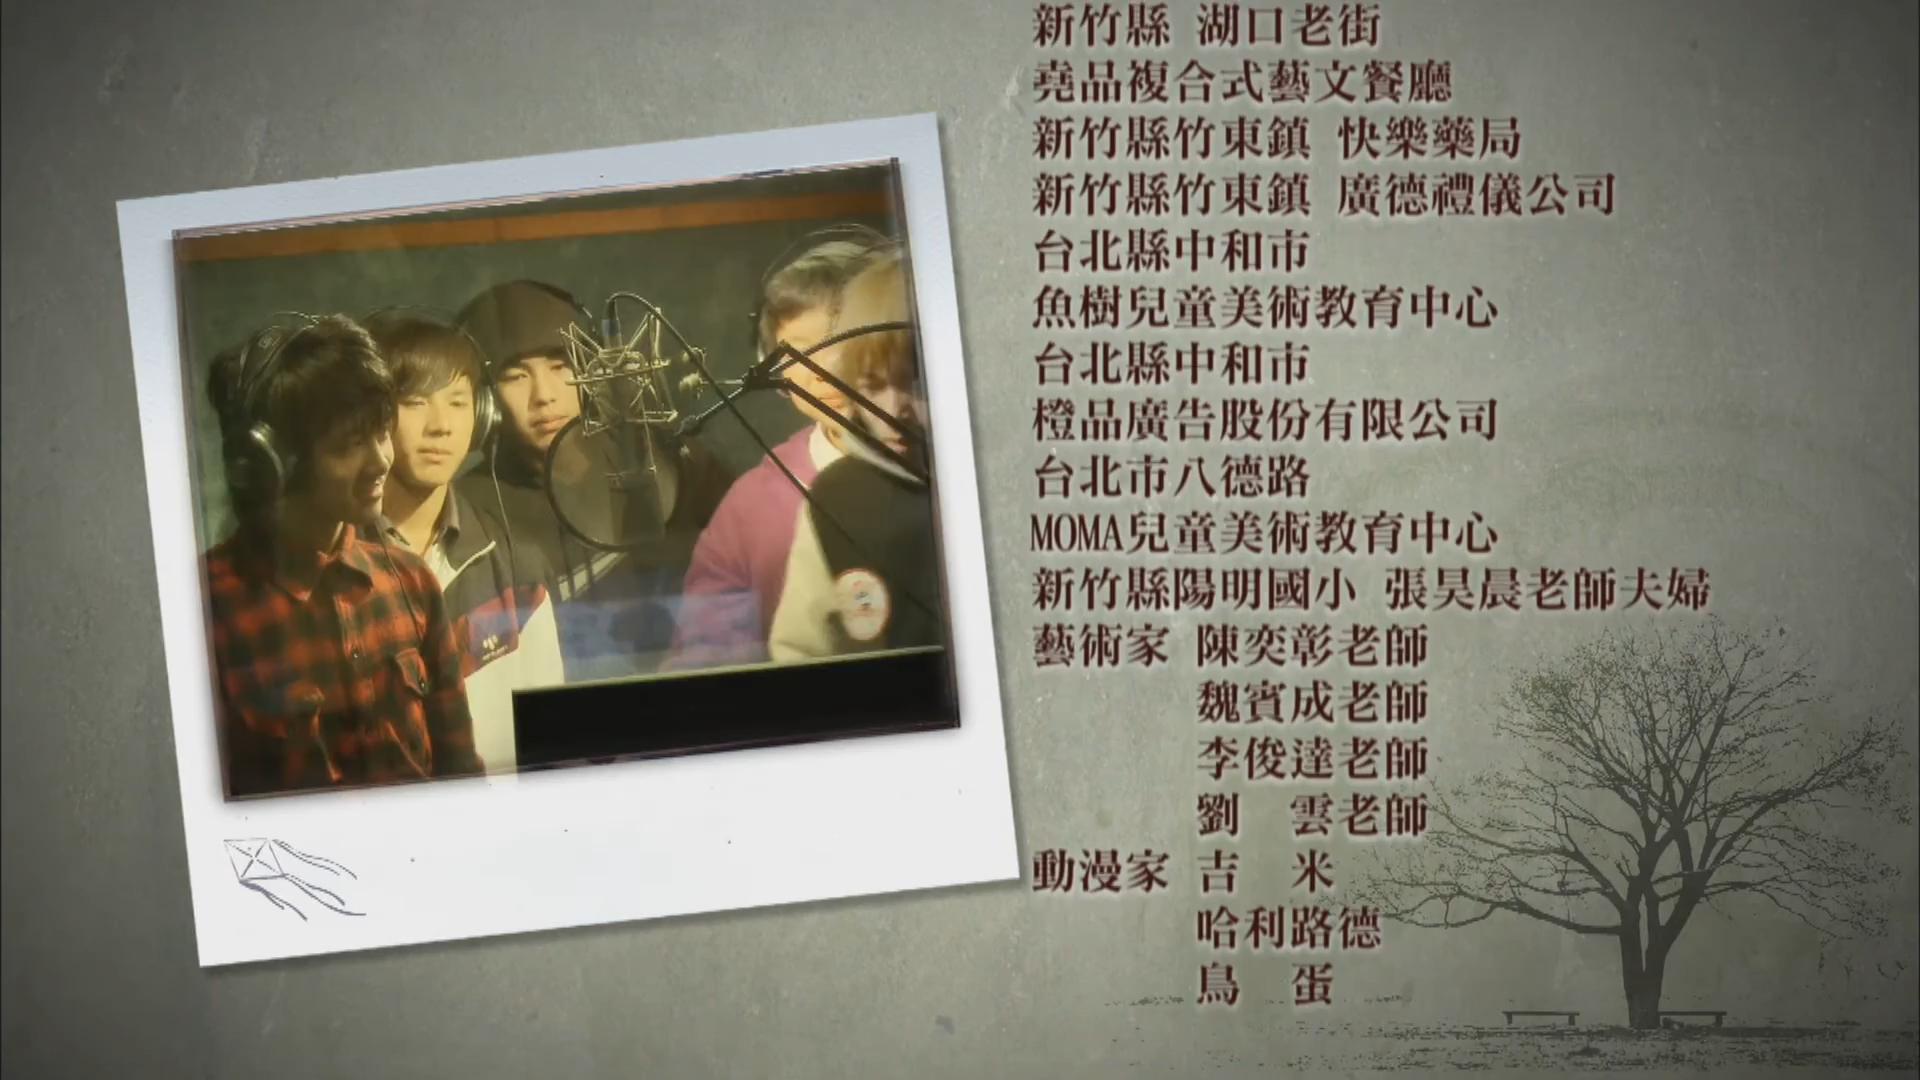 新竹縣 湖口老街
堯品複合式藝文餐廳
新竹縣竹東鎮 快樂藥局
新竹縣竹東鎮 廣德禮儀公司
台北縣中和市
魚樹兒童美術教育中心
台北縣中和市
橙品廣告股份有限公司
台北市八德路
MOMA兒童美術教育中心
新竹縣陽明國小 張昊晨老師夫婦
藝術家 陳奕彰老師
魏賓成老師
李俊達老師
劉　雲老師
動漫家 吉　米
哈利路德
鳥　蛋